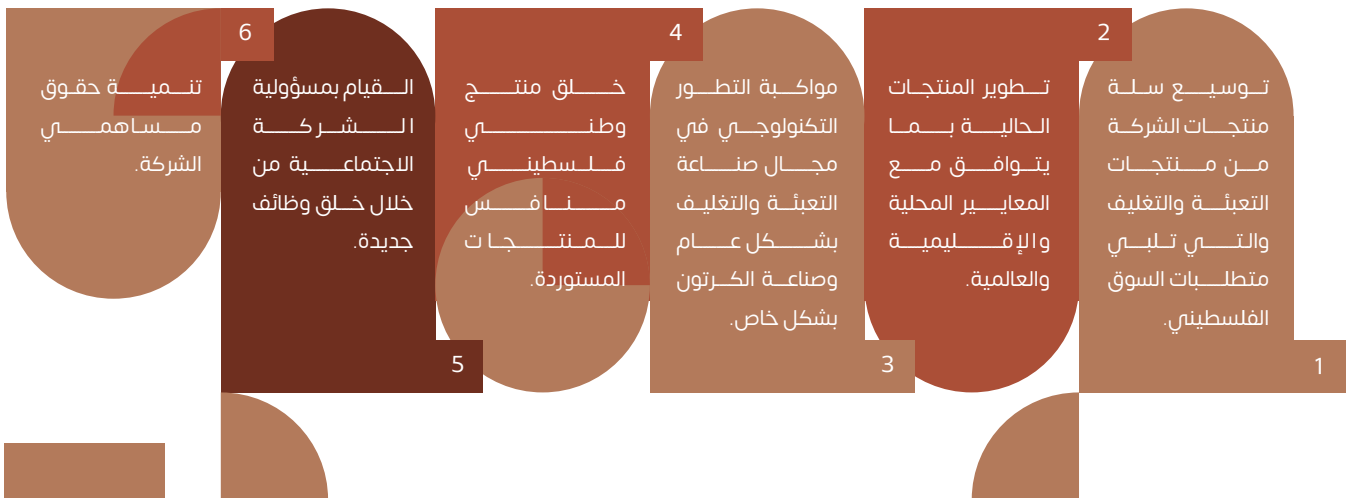 توسيع سلة
منتجات الشركة
من منتجات
التعبئة والتغليف
والتي تلبي
متطلبات السوق
الفلسطيني.
1
2
تطوير المنتجات
الحالية بما
يتوافق مع
المعايير المحلية
والإقليمية
والعالمية.
مواكبة التطور
التكنولوجي في
مجال صناعة
التعبئة والتغليف
بشكل عام
وصناعة الكرتون
بشكل خاص.
3
4
خلق منتج
وطني
فلسطيني
منافس
للمنتجات
المستوردة.
القيام بمسؤولية
الشركة
الاجتماعية من
خلال خلق وظائف
جديدة.
5
6
تنمية حقوق
مساهمي
الشركة.